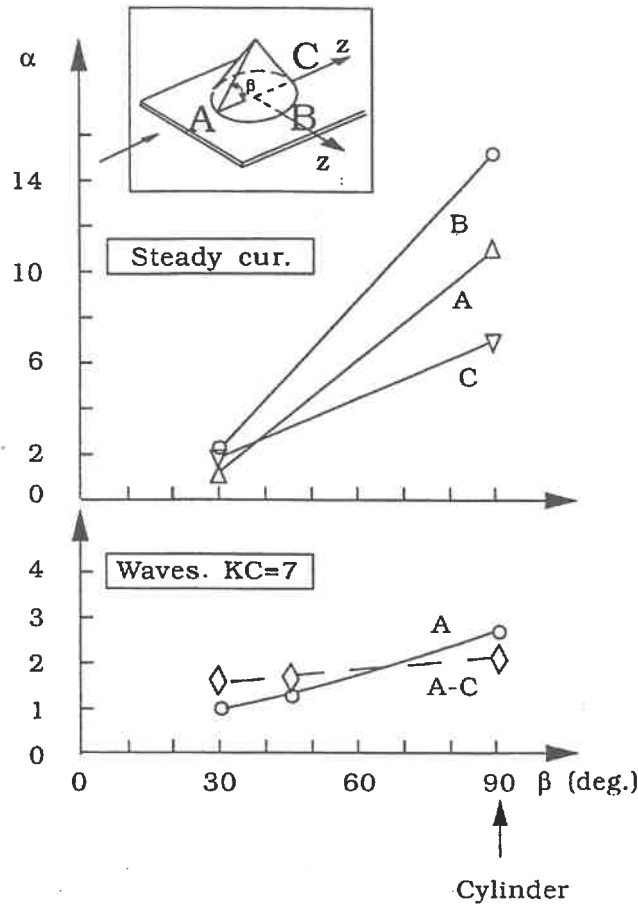 α
C
z
β
A
B
z
14
Steady cur.
B
10
A
6
C
2
0
4
Waves. KC=7
3
A
2
A-C
1
0
0 30 60 90 β (deg.)
Cylinder